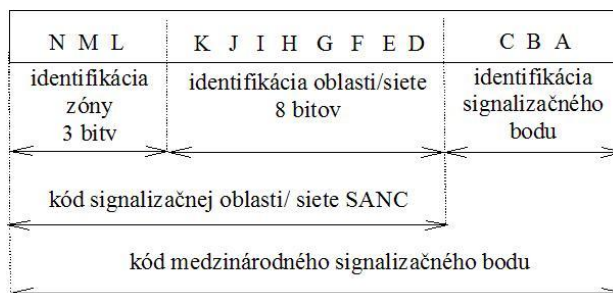 N M L K J I H G F E D C B A
identifikácia
zóny
3 bitv
identifikácia oblasti/siete
8 bitov
identifikácia
signalizačného
bodu
kód signalizačnej oblasti/ siete SANC
kód medzinárodného signalizačného bodu